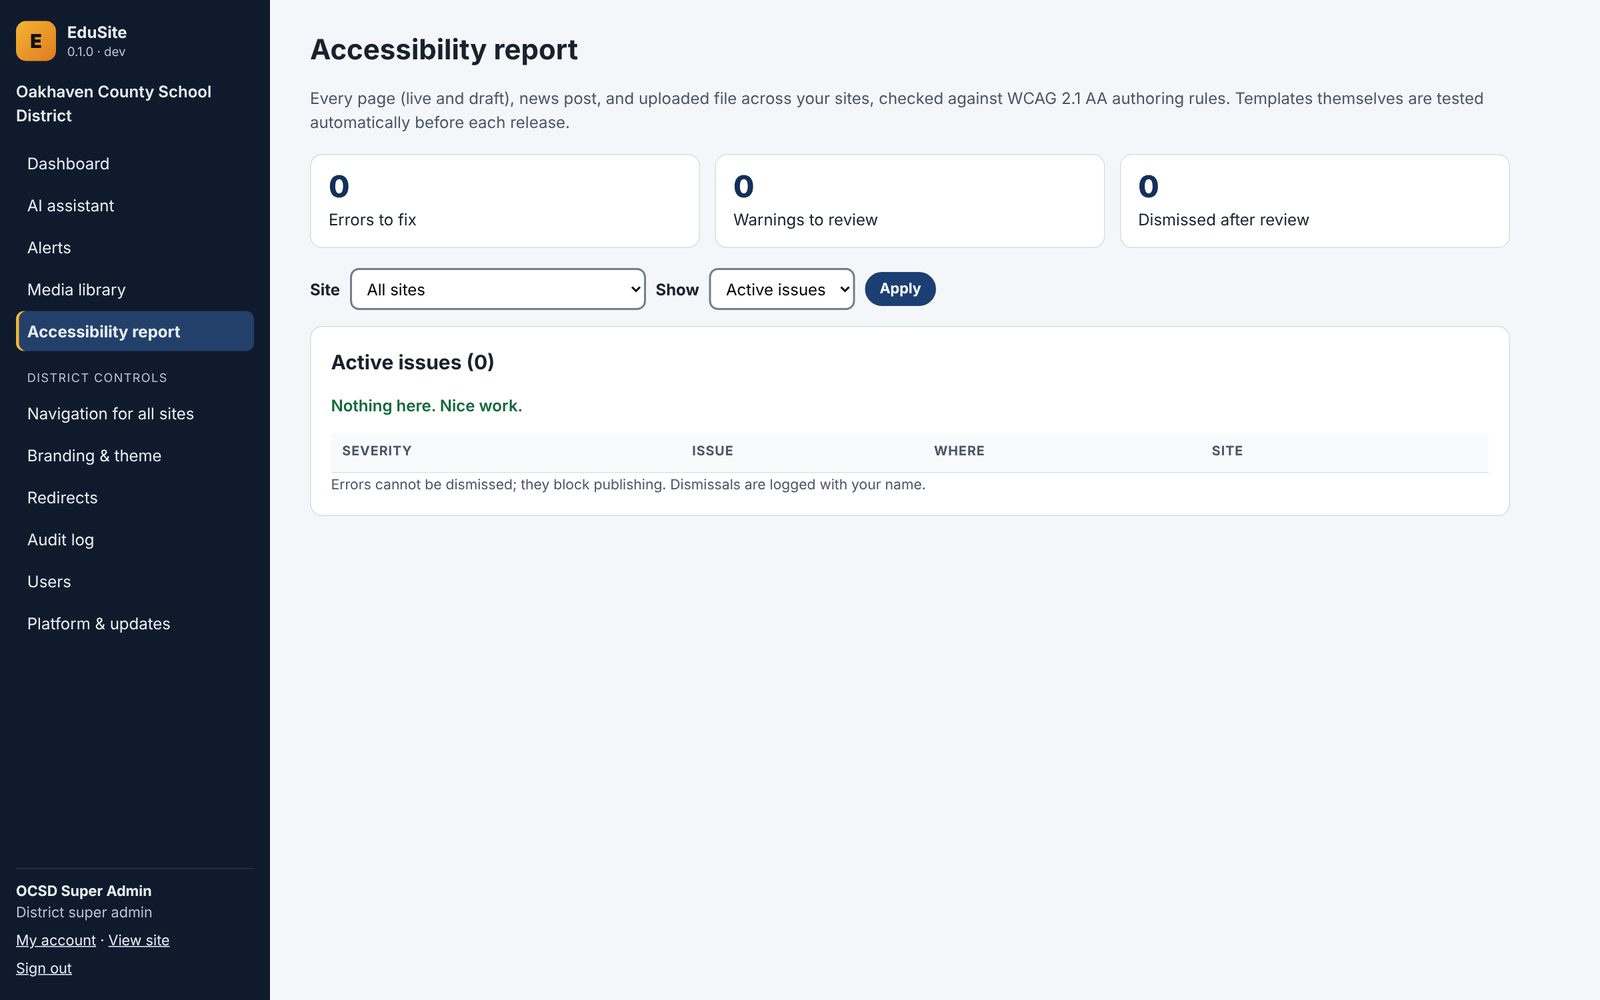 E
EduSite
0.1.0 · dev
Oakhaven County School
District
Dashboard
AI assistant
Alerts
Media library
Accessibility report
DISTRICT CONTROLS
Navigation for all sites
Branding & theme
Redirects
Audit log
Users
Platform & updates
OCSD Super Admin
District super admin
My account · View site
Sign out
Accessibility report
Every page (live and draft), news post, and uploaded file across your sites, checked against WCAG 2.1 AA authoring rules. Templates themselves are tested
automatically before each release.
0
Errors to fix
0
Warnings to review
0
Dismissed after review
Site All sites Show Active issues Apply
Active issues (0)
Nothing here. Nice work.
SEVERITY ISSUE WHERE SITE
Errors cannot be dismissed; they block publishing. Dismissals are logged with your name.